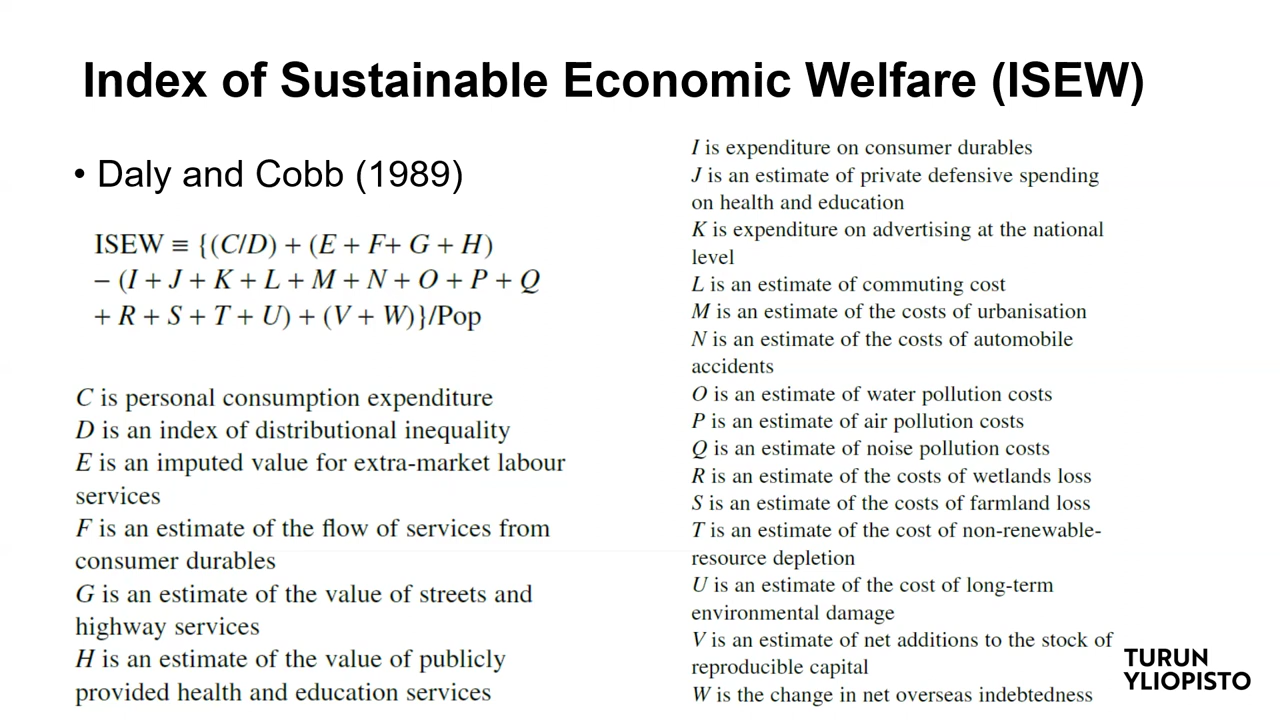 Index of Sustainable Economic Welfare (ISEW)
• Daly and Cobb (1989)
ISEW ≡ {(C/D) + (E + F+ G + H)
– (I + J + K + L + M + N + O + P + Q
+ R + S + T + U) + (V + W)}/Pop
C is personal consumption expenditure
D is an index of distributional inequality
E is an imputed value for extra-market labour
services
F is an estimate of the flow of services from
consumer durables
G is an estimate of the value of streets and
highway services
H is an estimate of the value of publicly
provided health and education services
I is expenditure on consumer durables
J is an estimate of private defensive spending
on health and education
K is expenditure on advertising at the national
level
L is an estimate of commuting cost
M is an estimate of the costs of urbanisation
N is an estimate of the costs of automobile
accidents
O is an estimate of water pollution costs
P is an estimate of air pollution costs
Q is an estimate of noise pollution costs
R is an estimate of the costs of wetlands loss
S is an estimate of the costs of farmland loss
T is an estimate of the cost of non-renewable-
resource depletion
U is an estimate of the cost of long-term
environmental damage
V is an estimate of net additions to the stock of
reproducible capital
W is the change in net overseas indebtedness
TURUN
YLIOPISTO